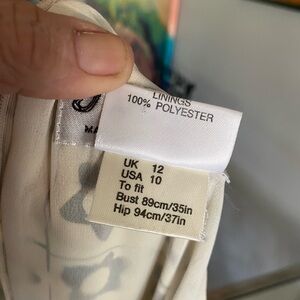 LININGS
100% POLYESTER
UK 12
USA 10
To fit
Bust 89cm/35in
Hip 94cm/37in